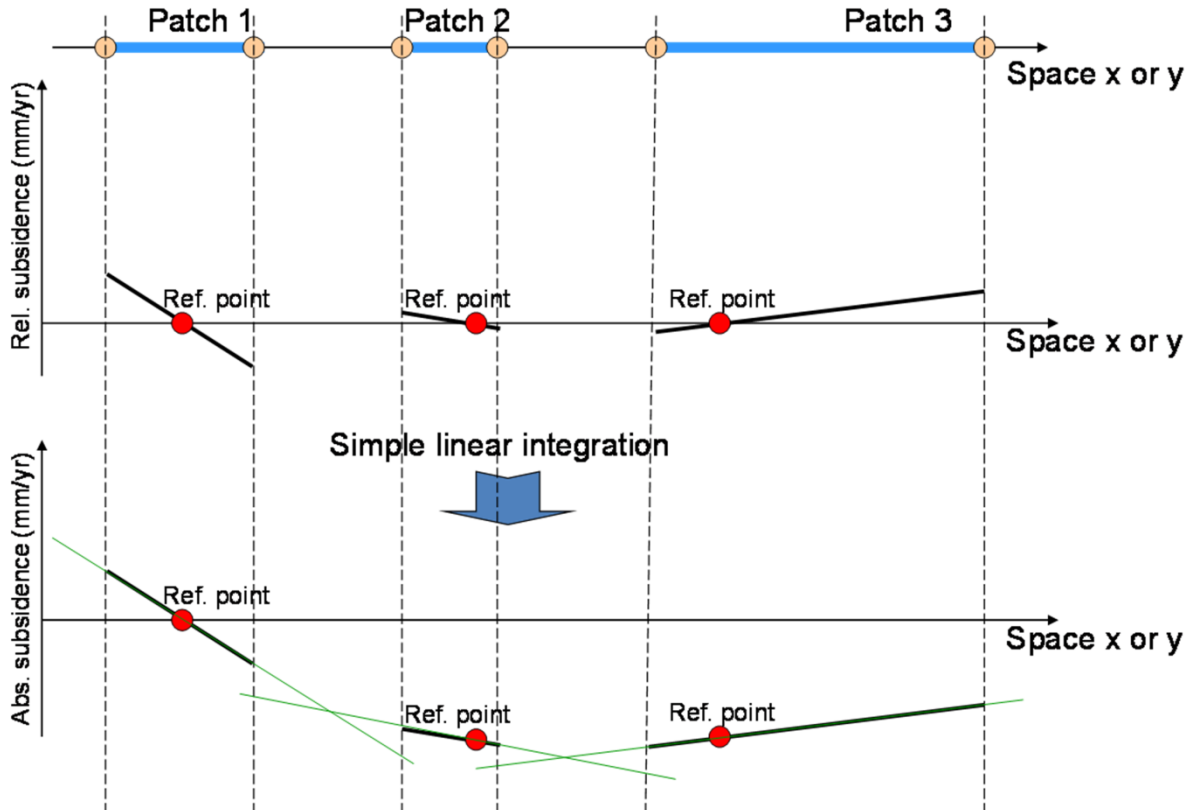 Patch 1
Patch 2
Patch 3
Space x or y
Rel. subsidence (mm/yr)
Ref. point
Ref. point
Ref. point
Space x or y
Simple linear integration
Abs. subsidence (mm/yr)
Ref. point
Space x or y
Ref. point
Ref. point